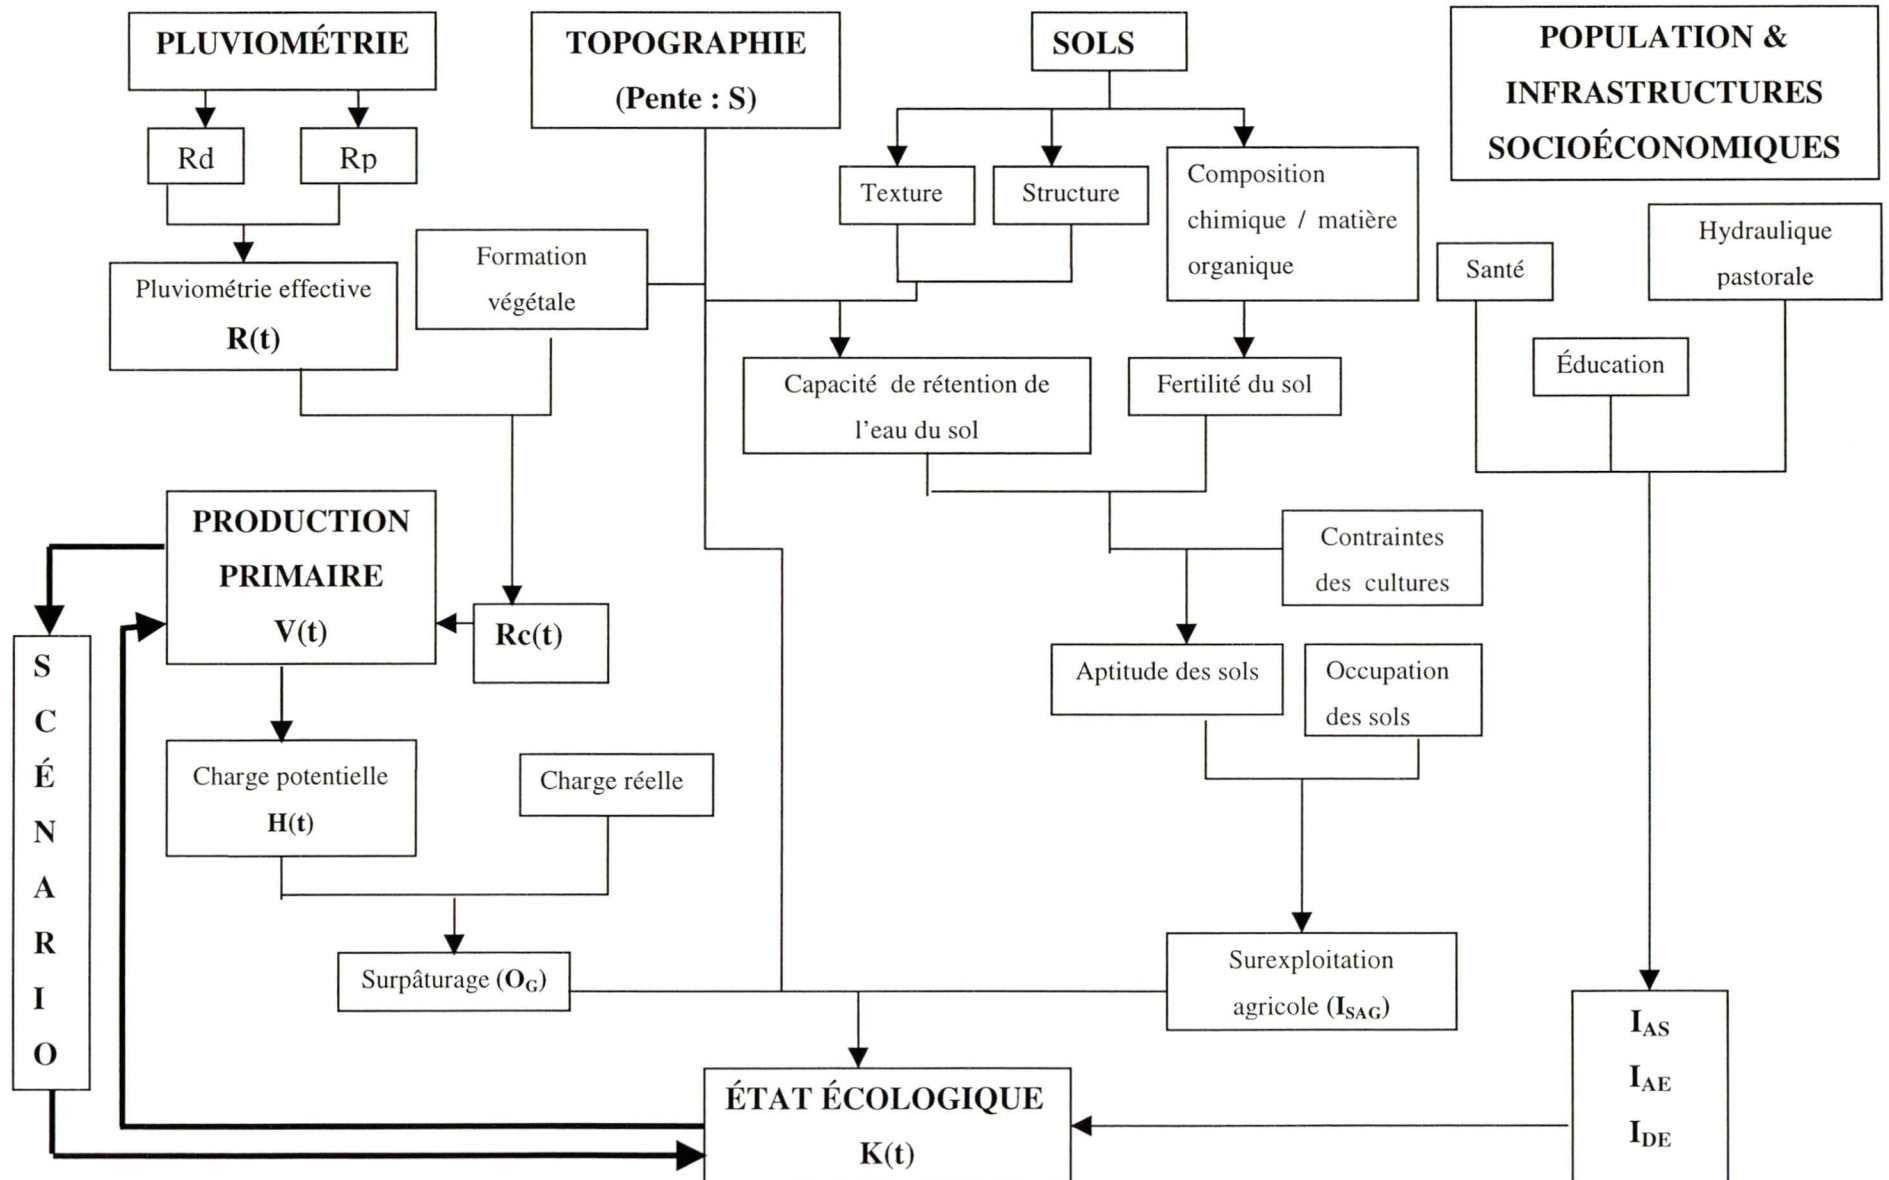 PLUVIOMÉTRIE
Rd
Rp
Pluviométrie effective
R(t)
TOPOGRAPHIE
(Pente : S)
Formation
végétale
SOLS
Texture
Structure
Composition
chimique / matière
organique
Capacité de rétention de
l'eau du sol
Fertilité du sol
POPULATION &
INFRASTRUCTURES
SOCIOÉCONOMIQUES
Santé
Hydraulique
pastorale
Éducation
Contraintes
des cultures
PRODUCTION
PRIMAIRE
V(t)
Rc(t)
Aptitude des sols
Occupation
des sols
S
C
É
N
A
R
I
O
Charge potentielle
H(t)
Charge réelle
Surpâturage (OG)
Surexploitation
agricole (ISAG)
IAS
IAE
IDE
ÉTAT ÉCOLOGIQUE
K(t)